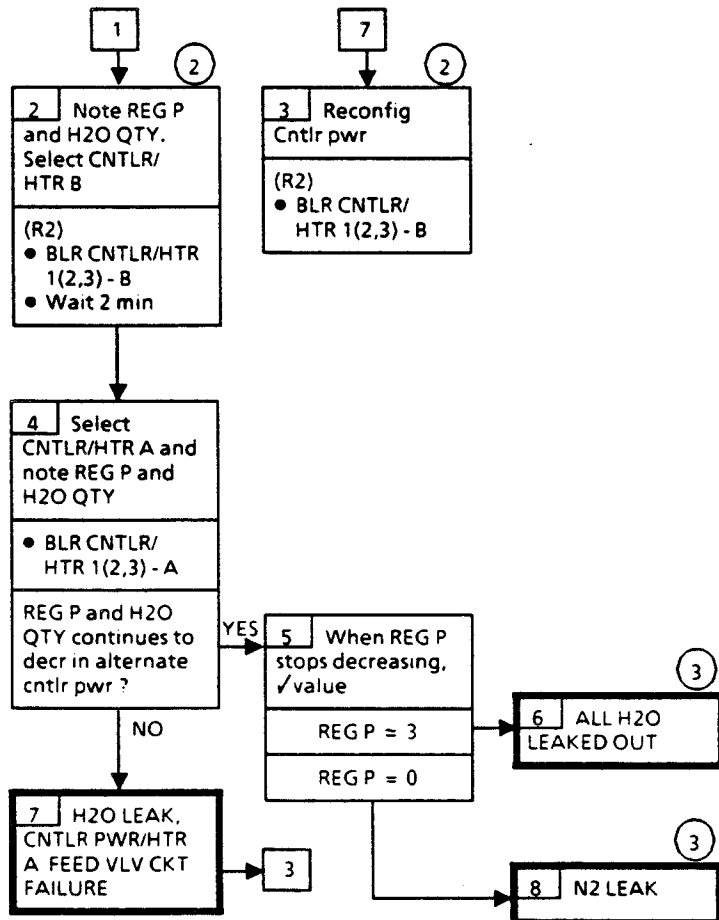 1
7
2
2
2 Note REG P
and H2O QTY.
Select CNTLR/
HTR B
(R2)
● BLR CNTLR/HTR
1(2,3) - B
● Wait 2 min
3 Reconfig
Cntlr pwr
(R2)
● BLR CNTLR/
HTR 1(2,3) - B
4 Select
CNTLR/HTR A and
note REG P and
H2O QTY
● BLR CNTLR/
HTR 1(2,3) - A
REG P and H2O
QTY continues to
decr in alternate
cntlr pwr ?
YES
NO
5 When REG P
stops decreasing,
✓value
REG P ≃ 3
REG P = 0
3
6 ALL H2O
LEAKED OUT
7 H2O LEAK,
CNTLR PWR/HTR
A FEED VLV CKT
FAILURE
3
3
8 N2 LEAK